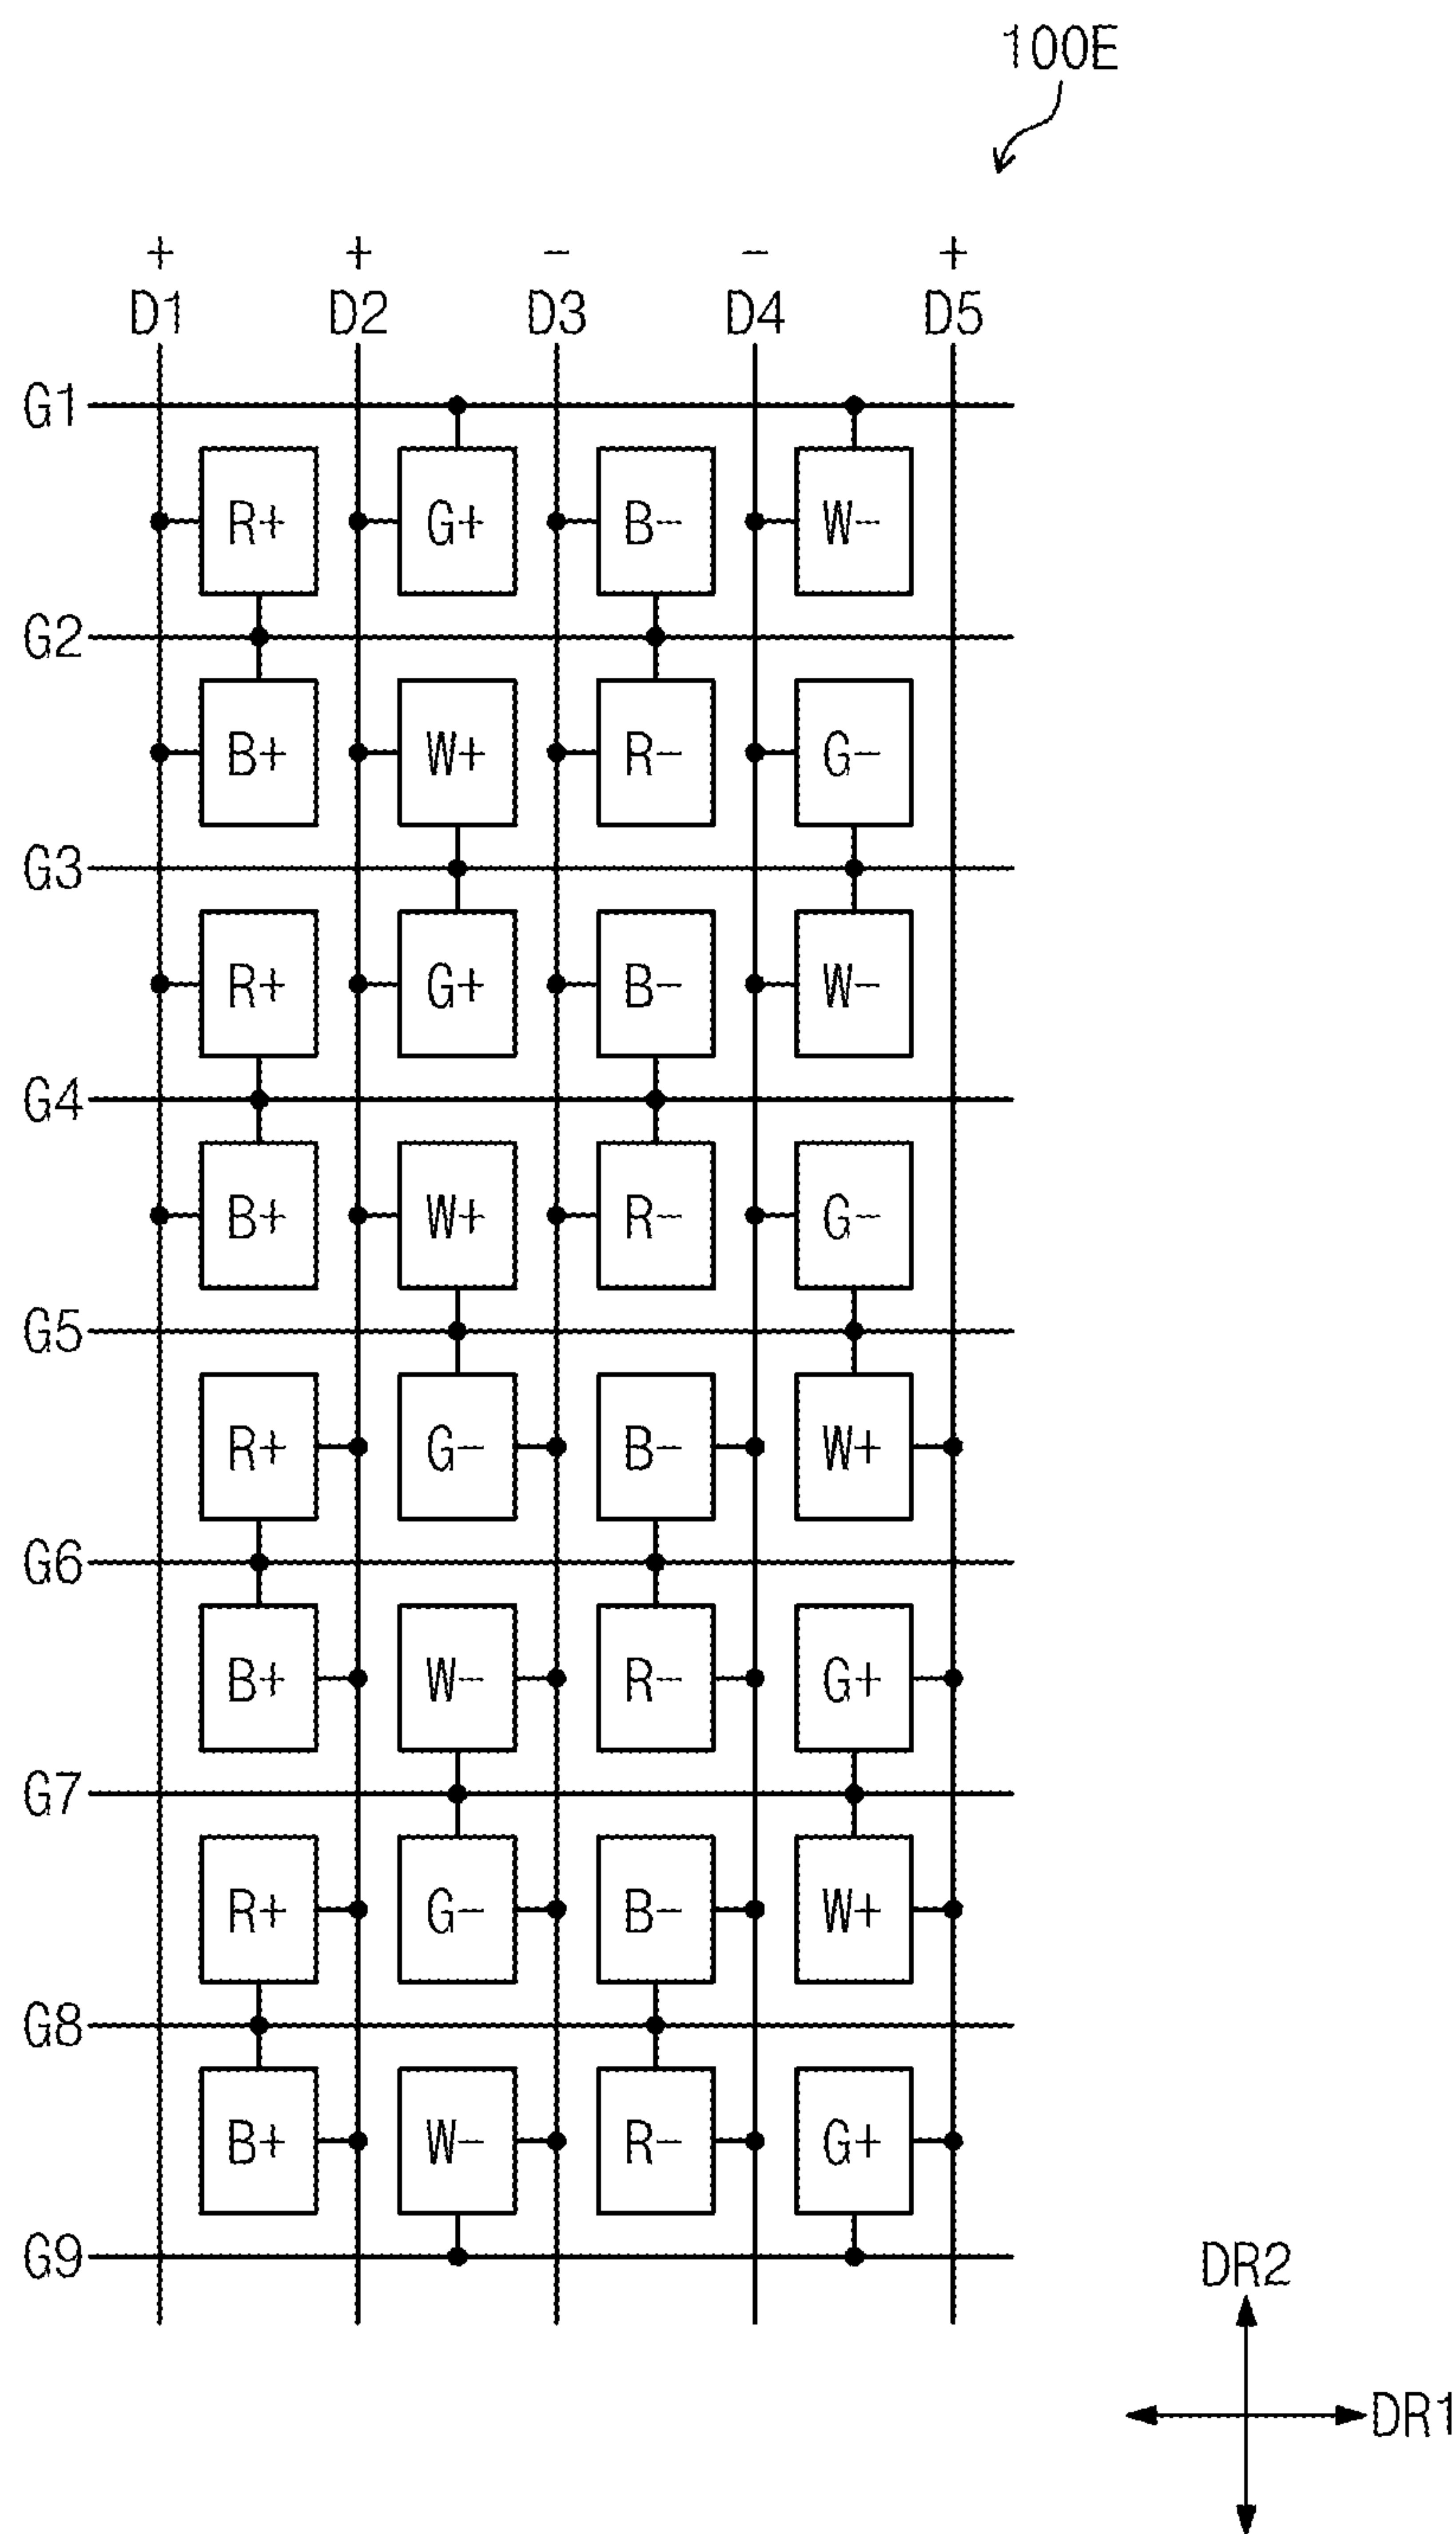 100E
+ + - - +
D1 D2 D3 D4 D5
G1
R+ G+ B- W-
G2
B+ W+ R- G-
G3
R+ G+ B- W-
G4
B+ W+ R- G-
G5
R+ G- B- W+
G6
B+ W- R- G+
G7
R+ G- B- W+
G8
B+ W- R- G+
G9
DR2
DR1